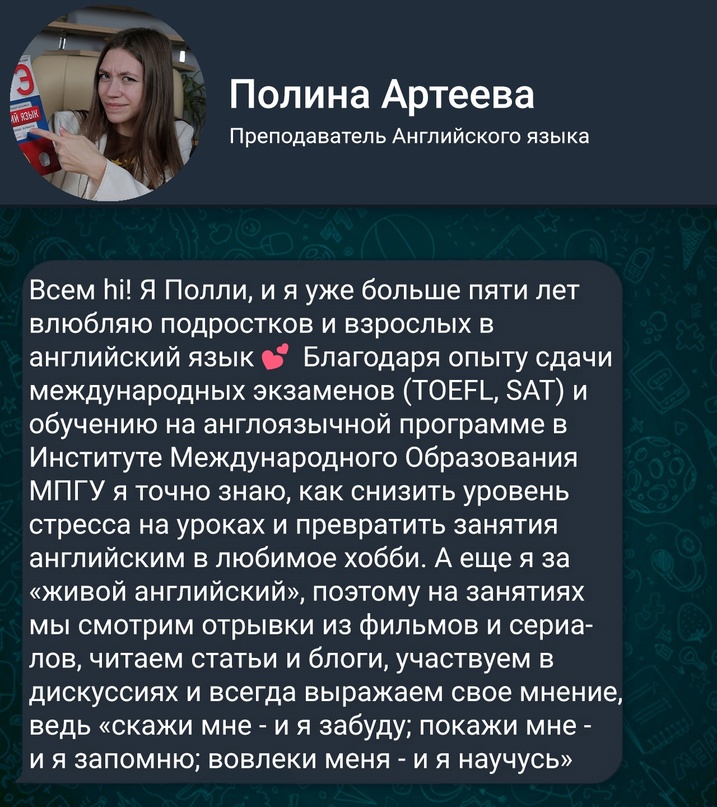 Э
ИЙ ЯЗЫК
Полина Артеева
Преподаватель Английского языка
Всем hi! Я Полли, и я уже больше пяти лет
влюбляю подростков и взрослых в
английский язык 💕 Благодаря опыту сдачи
международных экзаменов (TOEFL, SAT) и
обучению на англоязычной программе в
Институте Международного Образования
МПГУ я точно знаю, как снизить уровень
стресса на уроках и превратить занятия
английским в любимое хобби. А еще я за
«живой английский», поэтому на занятиях
мы смотрим отрывки из фильмов и сериа-
лов, читаем статьи и блоги, участвуем в
дискуссиях и всегда выражаем свое мнение,
ведь «скажи мне - и я забуду; покажи мне -
и я запомню; вовлеки меня - и я научусь»